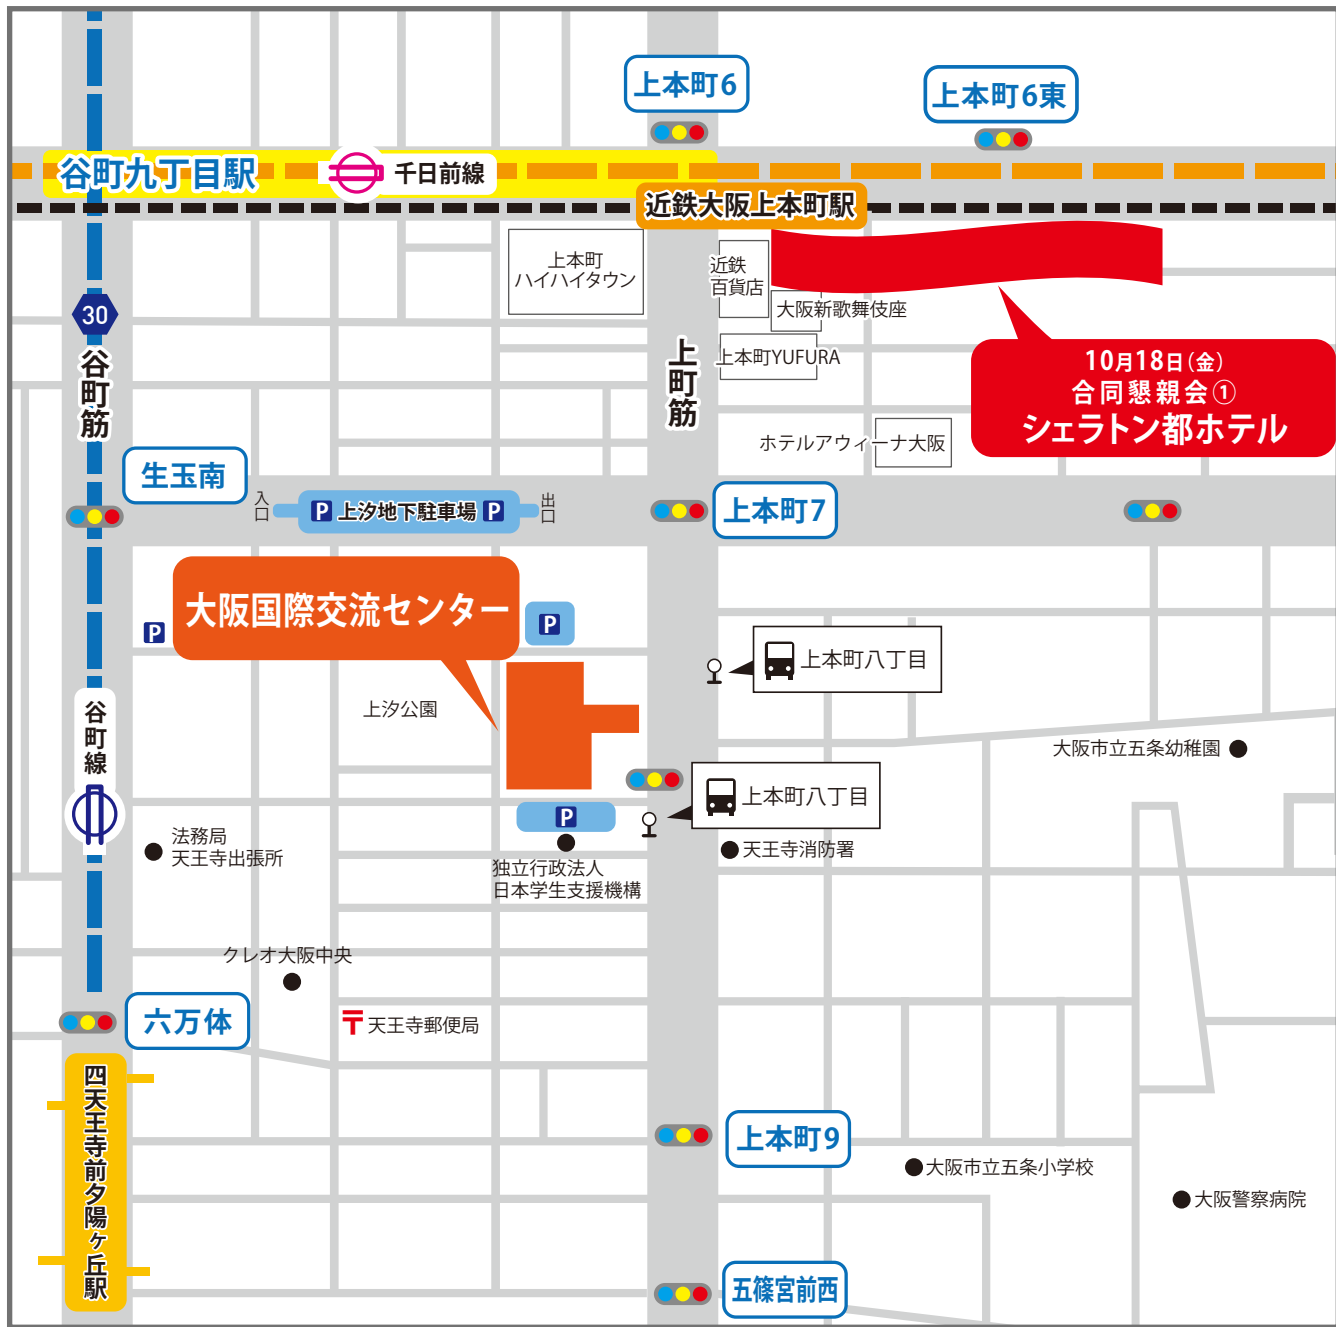 上本町6
上本町6東
谷町九丁目駅
千日前線
近鉄大阪上本町駅
上本町
ハイハイタウン
近鉄
百貨店
大阪新歌舞伎座
上本町YUFURA
30
谷町筋
上町筋
10月18日(金)
合同懇親会①
シェラトン都ホテル
ホテルアウィーナ大阪
生玉南
入口
P 上汐地下駐車場 P
出口
上本町7
大阪国際交流センター
P
P
上本町八丁目
上汐公園
谷町線
大阪市立五条幼稚園
上本町八丁目
P
法務局
天王寺出張所
天王寺消防署
独立行政法人
日本学生支援機構
クレオ大阪中央
六万体
〒天王寺郵便局
四天王寺前夕陽ヶ丘駅
上本町9
大阪市立五条小学校
大阪警察病院
五篠宮前西